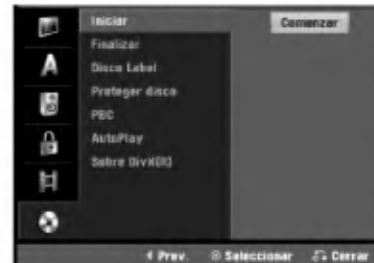 Iniciar
Comenzar
Finalizar
Disco Label
Proteger disco
PBC
AutoPlay
Sobre DivX(R)
Prev. Seleccionar Cerrar